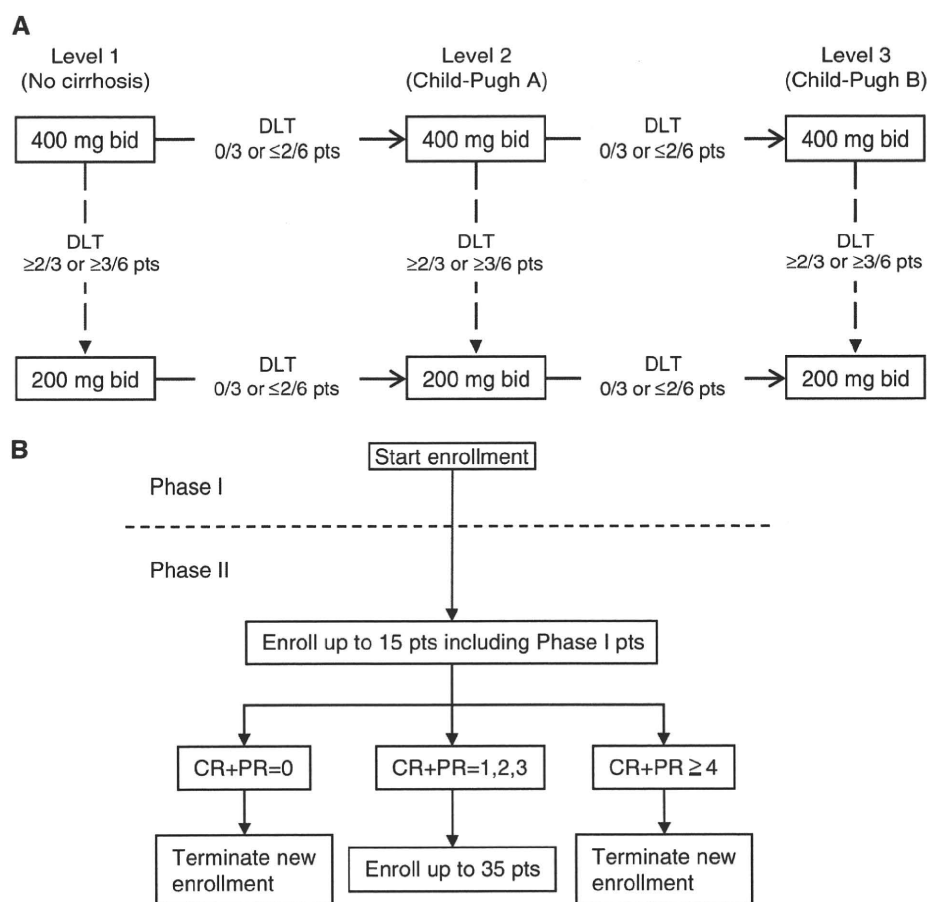 A
Level 1
(No cirrhosis)
Level 2
(Child-Pugh A)
Level 3
(Child-Pugh B)
400 mg bid
DLT
0/3 or ≤2/6 pts
400 mg bid
DLT
0/3 or ≤2/6 pts
400 mg bid
DLT
≥2/3 or ≥3/6 pts
DLT
≥2/3 or ≥3/6 pts
DLT
≥2/3 or ≥3/6 pts
200 mg bid
DLT
0/3 or ≤2/6 pts
200 mg bid
DLT
0/3 or ≤2/6 pts
200 mg bid
B
Start enrollment
Phase I
Phase II
Enroll up to 15 pts including Phase I pts
CR+PR=0
CR+PR=1,2,3
CR+PR ≥ 4
Terminate new
enrollment
Enroll up to 35 pts
Terminate new
enrollment